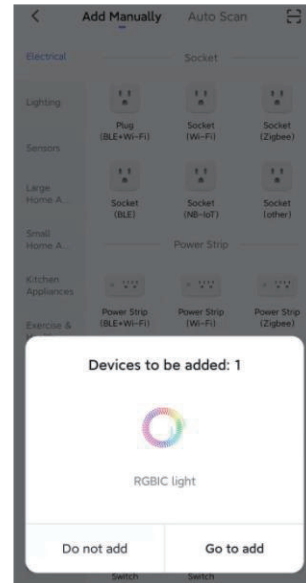 Add Manually Auto Scan
Electrical
Socket
Lighting
Plug
(BLE+Wi-Fi)
Socket
(Wi-Fi)
Socket
(Zigbee)
Sensors
Large
Home A...
Socket
(BLE)
Socket
(NB-IoT)
Socket
(other)
Small
Home A...
Power Strip
Kitchen
Appliances
Power Strip
(BLE+Wi-Fi)
Power Strip
(Wi-Fi)
Power Strip
(Zigbee)
Exercise &
Devices to be added: 1
RGBIC light
Do not add Go to add
Switch Switch